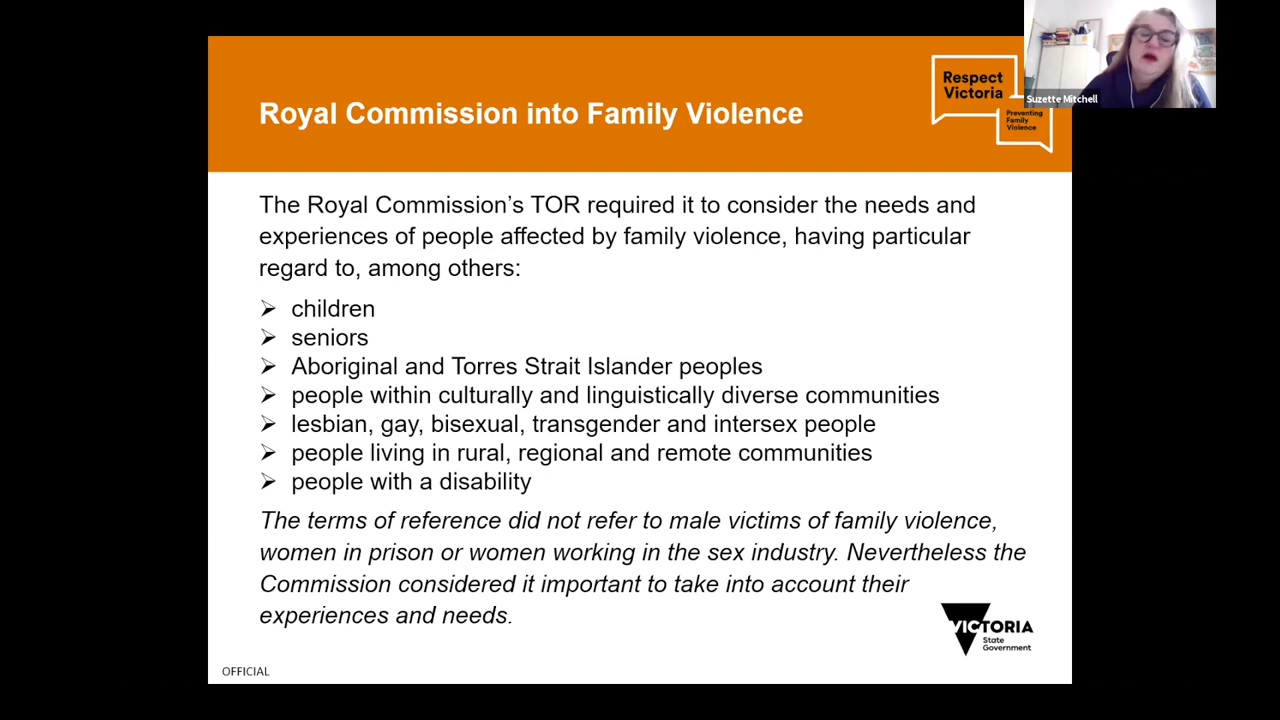 Royal Commission into Family Violence
Respect
Victoria
Preventing
Family
Violence
Suzette Mitchell
The Royal Commission’s TOR required it to consider the needs and
experiences of people affected by family violence, having particular
regard to, among others:
children
seniors
Aboriginal and Torres Strait Islander peoples
people within culturally and linguistically diverse communities
lesbian, gay, bisexual, transgender and intersex people
people living in rural, regional and remote communities
people with a disability
The terms of reference did not refer to male victims of family violence,
women in prison or women working in the sex industry. Nevertheless the
Commission considered it important to take into account their
experiences and needs.
VICTORIA
State
Government
OFFICIAL